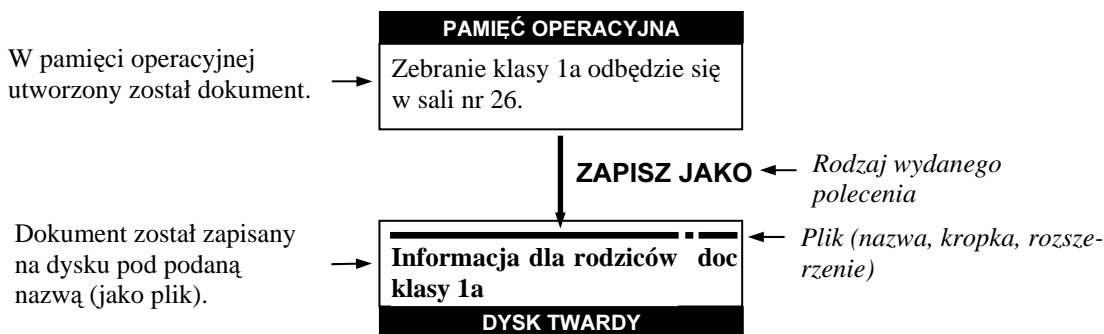 PAMIĘĆ OPERACYJNA
W pamięci operacyjnej
utworzony został dokument.
Zebranie klasy 1a odbędzie się
w sali nr 26.
ZAPISZ JAKO
Rodzaj wydanego
polecenia
Dokument został zapisany
na dysku pod podaną
nazwą (jako plik).
Informacja dla rodziców doc
klasy 1a
Plik (nazwa, kropka, rozsze-
rzenie)
DYSK TWARDY